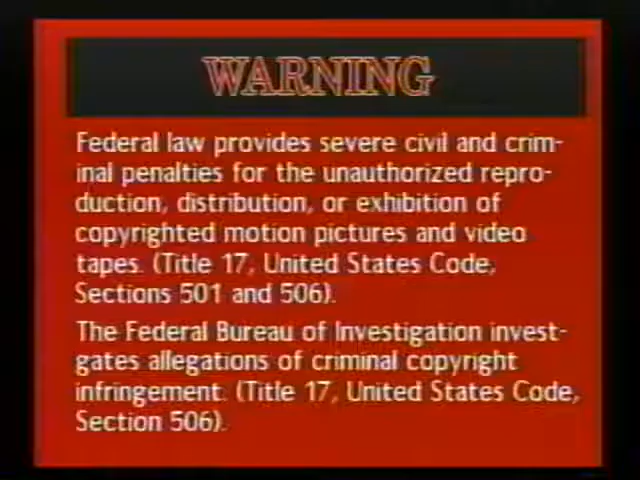 WARNING
Federal law provides severe civil and crim-
inal penalties for the unauthorized repro-
duction, distribution, or exhibition of
copyrighted motion pictures and video
tapes. (Title 17, United States Code,
Sections 501 and 506).
The Federal Bureau of Investigation invest-
gates allegations of criminal copyright
infringement. (Title 17, United States Code,
Section 506).